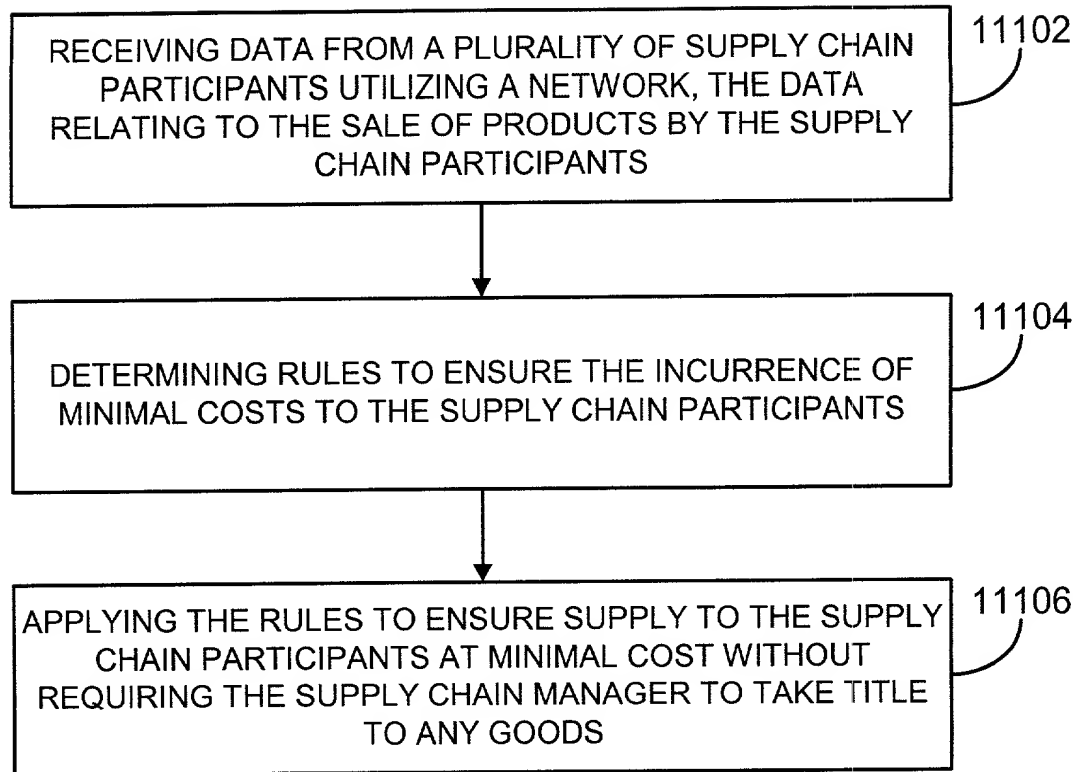 RECEIVING DATA FROM A PLURALITY OF SUPPLY CHAIN
PARTICIPANTS UTILIZING A NETWORK, THE DATA
RELATING TO THE SALE OF PRODUCTS BY THE SUPPLY
CHAIN PARTICIPANTS
11102
DETERMINING RULES TO ENSURE THE INCURRENCE OF
MINIMAL COSTS TO THE SUPPLY CHAIN PARTICIPANTS
11104
APPLYING THE RULES TO ENSURE SUPPLY TO THE SUPPLY
CHAIN PARTICIPANTS AT MINIMAL COST WITHOUT
REQUIRING THE SUPPLY CHAIN MANAGER TO TAKE TITLE
TO ANY GOODS
11106